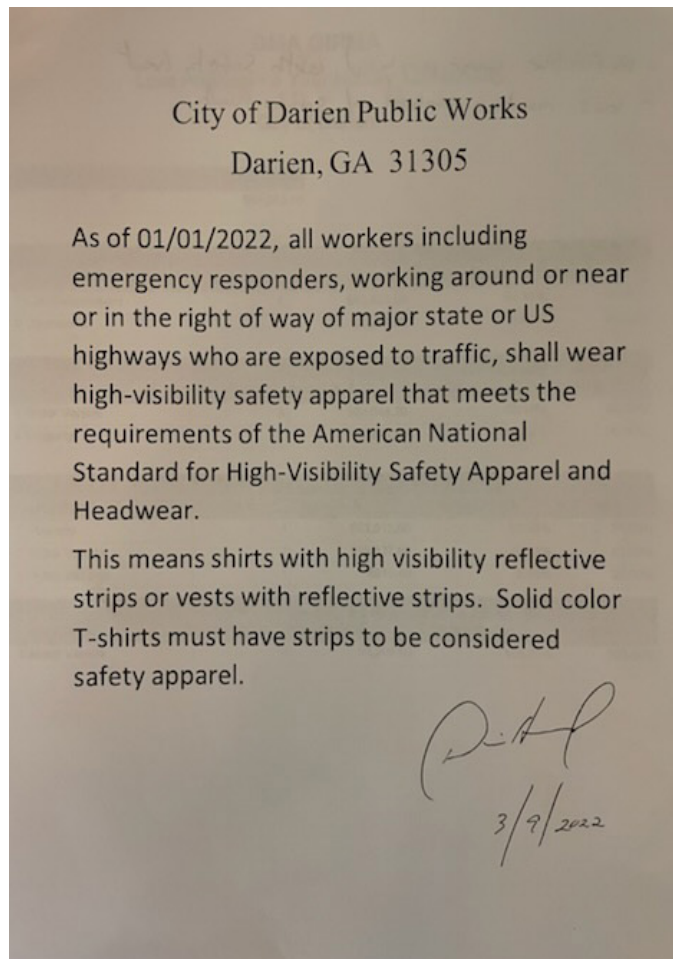 City of Darien Public Works
Darien, GA 31305
As of 01/01/2022, all workers including
emergency responders, working around or near
or in the right of way of major state or US
highways who are exposed to traffic, shall wear
high-visibility safety apparel that meets the
requirements of the American National
Standard for High-Visibility Safety Apparel and
Headwear.
This means shirts with high visibility reflective
strips or vests with reflective strips. Solid color
T-shirts must have strips to be considered
safety apparel.
3/9/2022